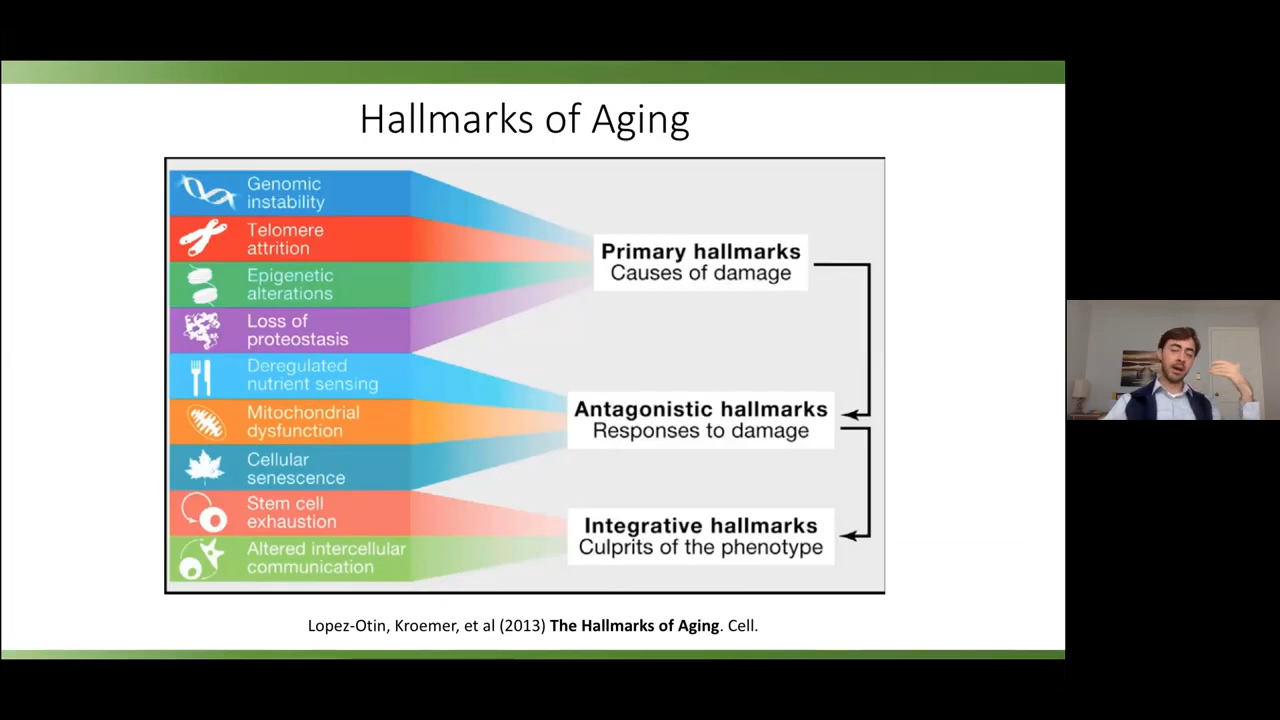 Hallmarks of Aging
Genomic
instability
Telomere
attrition
Epigenetic
alterations
Loss of
proteostasis
Deregulated
nutrient sensing
Mitochondrial
dysfunction
Cellular
senescence
Stem cell
exhaustion
Altered intercellular
communication
Primary hallmarks
Causes of damage
Antagonistic hallmarks
Responses to damage
Integrative hallmarks
Culprits of the phenotype
Lopez-Otin, Kroemer, et al (2013) The Hallmarks of Aging. Cell.